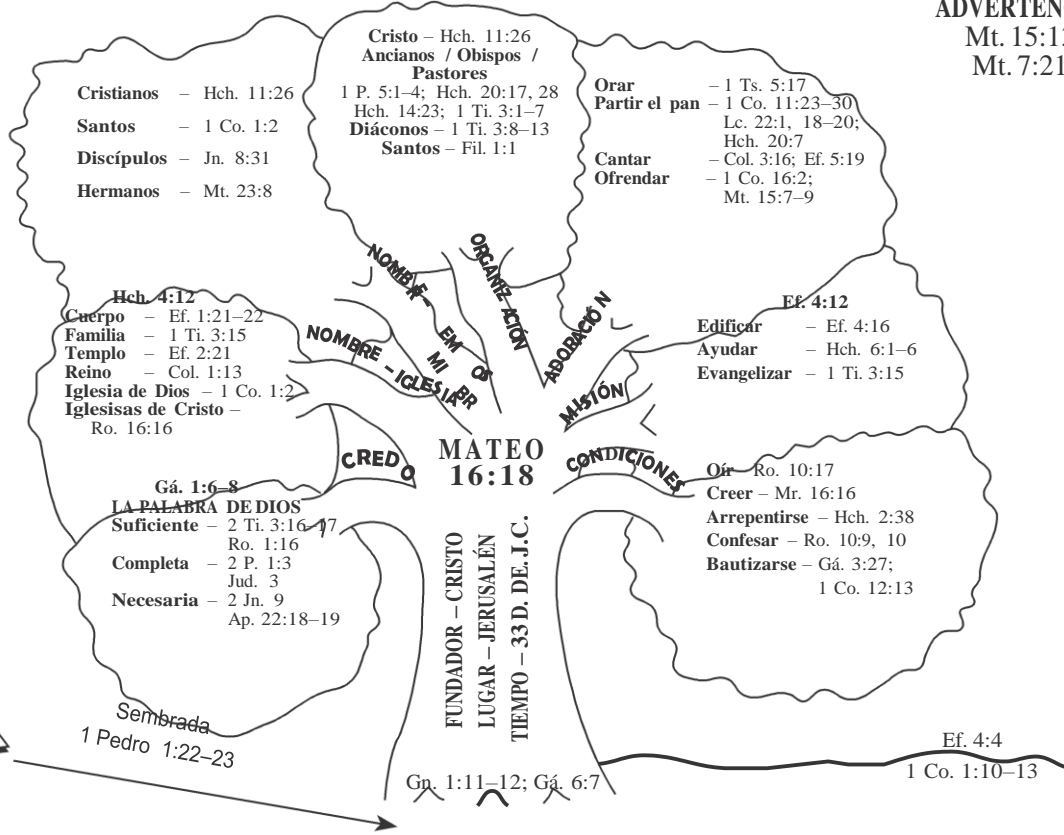 ADVERTEN
Mt. 15:1
Mt. 7:21
Cristianos – Hch. 11:26
Santos – 1 Co. 1:2
Discípulos – Jn. 8:31
Hermanos – Mt. 23:8
Cristo – Hch. 11:26
Ancianos / Obispos /
Pastores
1 P. 5:1–4; Hch. 20:17, 28
Hch. 14:23; 1 Ti. 3:1–7
Diáconos – 1 Ti. 3:8–13
Santos – Fil. 1:1
Orar – 1 Ts. 5:17
Partir el pan – 1 Co. 11:23–30
Lc. 22:1, 18–20;
Hch. 20:7
Cantar – Col. 3:16; Ef. 5:19
Ofrendar – 1 Co. 16:2;
Mt. 15:7–9
Hch. 4:12
Cuerpo – Ef. 1:21–22
Familia – 1 Ti. 3:15
Templo – Ef. 2:21
Reino – Col. 1:13
Iglesia de Dios – 1 Co. 1:2
Iglesisas de Cristo –
Ro. 16:16
NOMBRE – IGLESIA
NOMBRE – MIEMBROS
ORGANIZACIÓN
ADORACIÓN
MISIÓN
CONDICIONES
CREDO
Ef. 4:12
Edificar – Ef. 4:16
Ayudar – Hch. 6:1–6
Evangelizar – 1 Ti. 3:15
MATEO
16:18
Gá. 1:6–8
LA PALABRA DE DIOS
Suficiente – 2 Ti. 3:16–17
Ro. 1:16
Completa – 2 P. 1:3
Jud. 3
Necesaria – 2 Jn. 9
Ap. 22:18–19
Oír – Ro. 10:17
Creer – Mr. 16:16
Arrepentirse – Hch. 2:38
Confesar – Ro. 10:9, 10
Bautizarse – Gá. 3:27;
1 Co. 12:13
FUNDADOR – CRISTO
LUGAR – JERUSALÉN
TIEMPO – 33 D. DE. J.C.
Sembrada
1 Pedro 1:22–23
Gn. 1:11–12; Gá. 6:7
Ef. 4:4
1 Co. 1:10–13